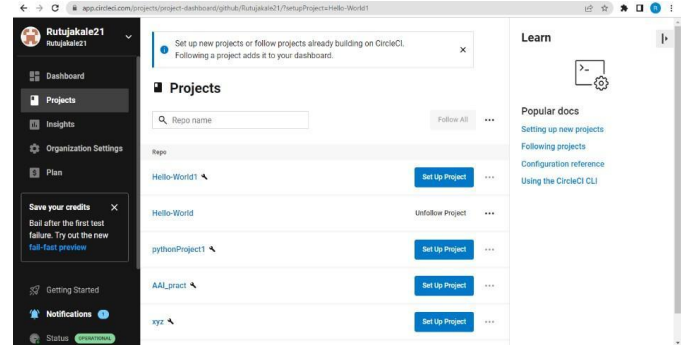 app.circleci.com/projects/project-dashboard/github/Rutujakale21/?setupProject=Hello-World1
Rutujakale21
Rutujakale21
Dashboard
Projects
Insights
Organization Settings
Plan
Save your credits X
Bail after the first test
failure. Try out the new
fail-fast preview
Getting Started
Notifications 1
Status OPERATIONAL
Set up new projects or follow projects already building on CircleCI.
Following a project adds it to your dashboard.
Projects
Repo name
Follow All
Repo
Hello-World1 Set Up Project
Hello-World Unfollow Project
pythonProject1 Set Up Project
AAI_pract Set Up Project
xyz Set Up Project
Learn
Popular docs
Setting up new projects
Following projects
Configuration reference
Using the CircleCI CLI